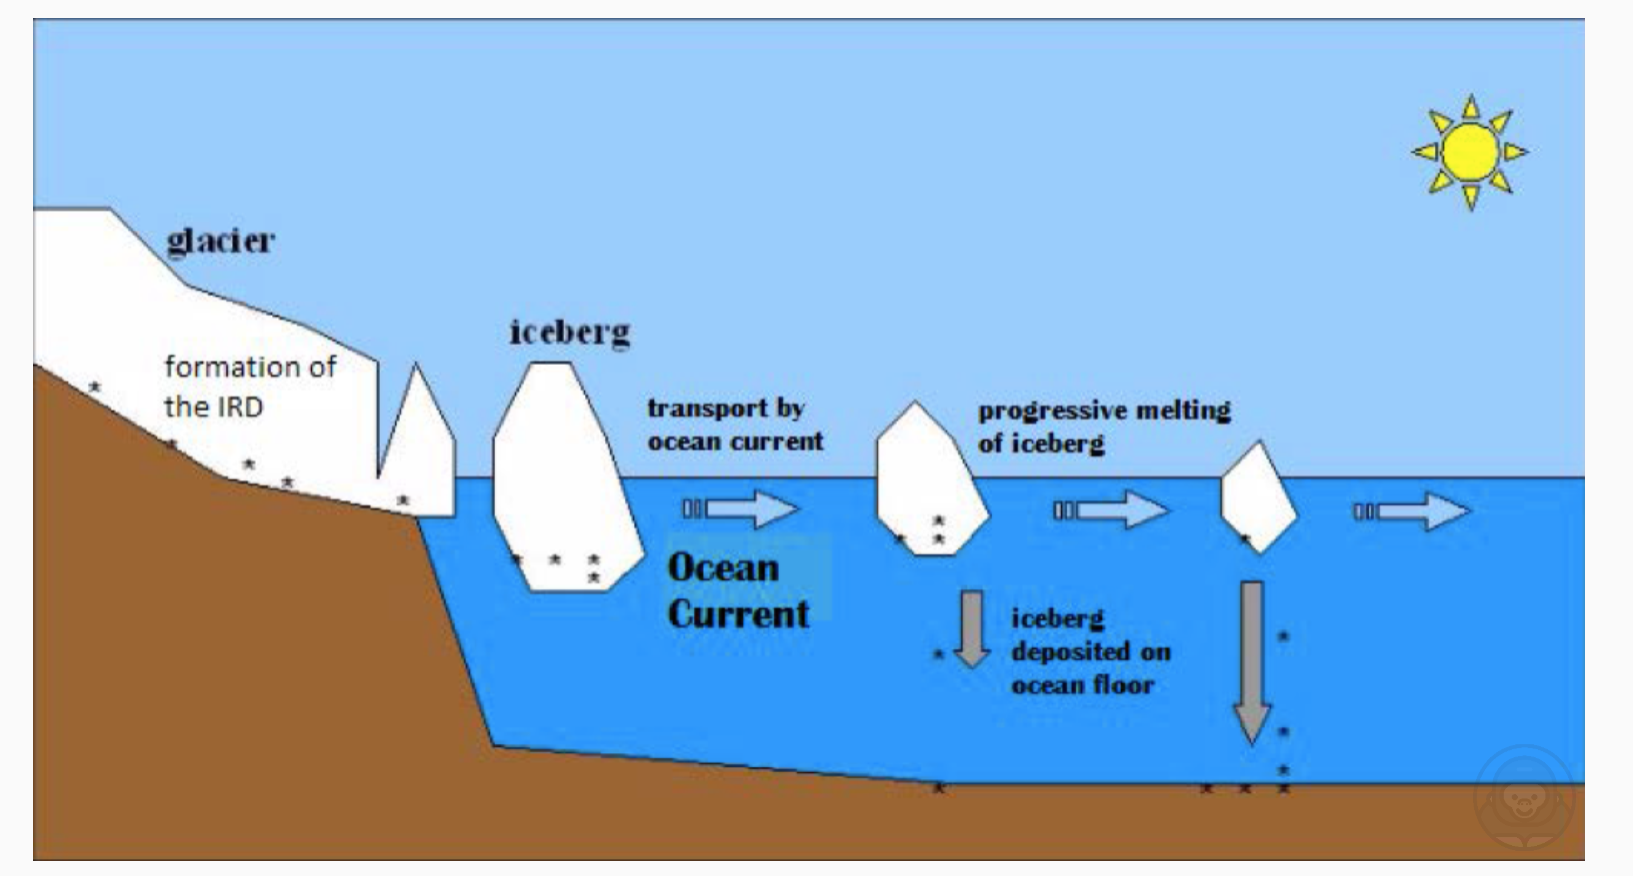 glacier
formation of
the IRD
iceberg
transport by
ocean current
progressive melting
of iceberg
Ocean
Current
iceberg
deposited on
ocean floor